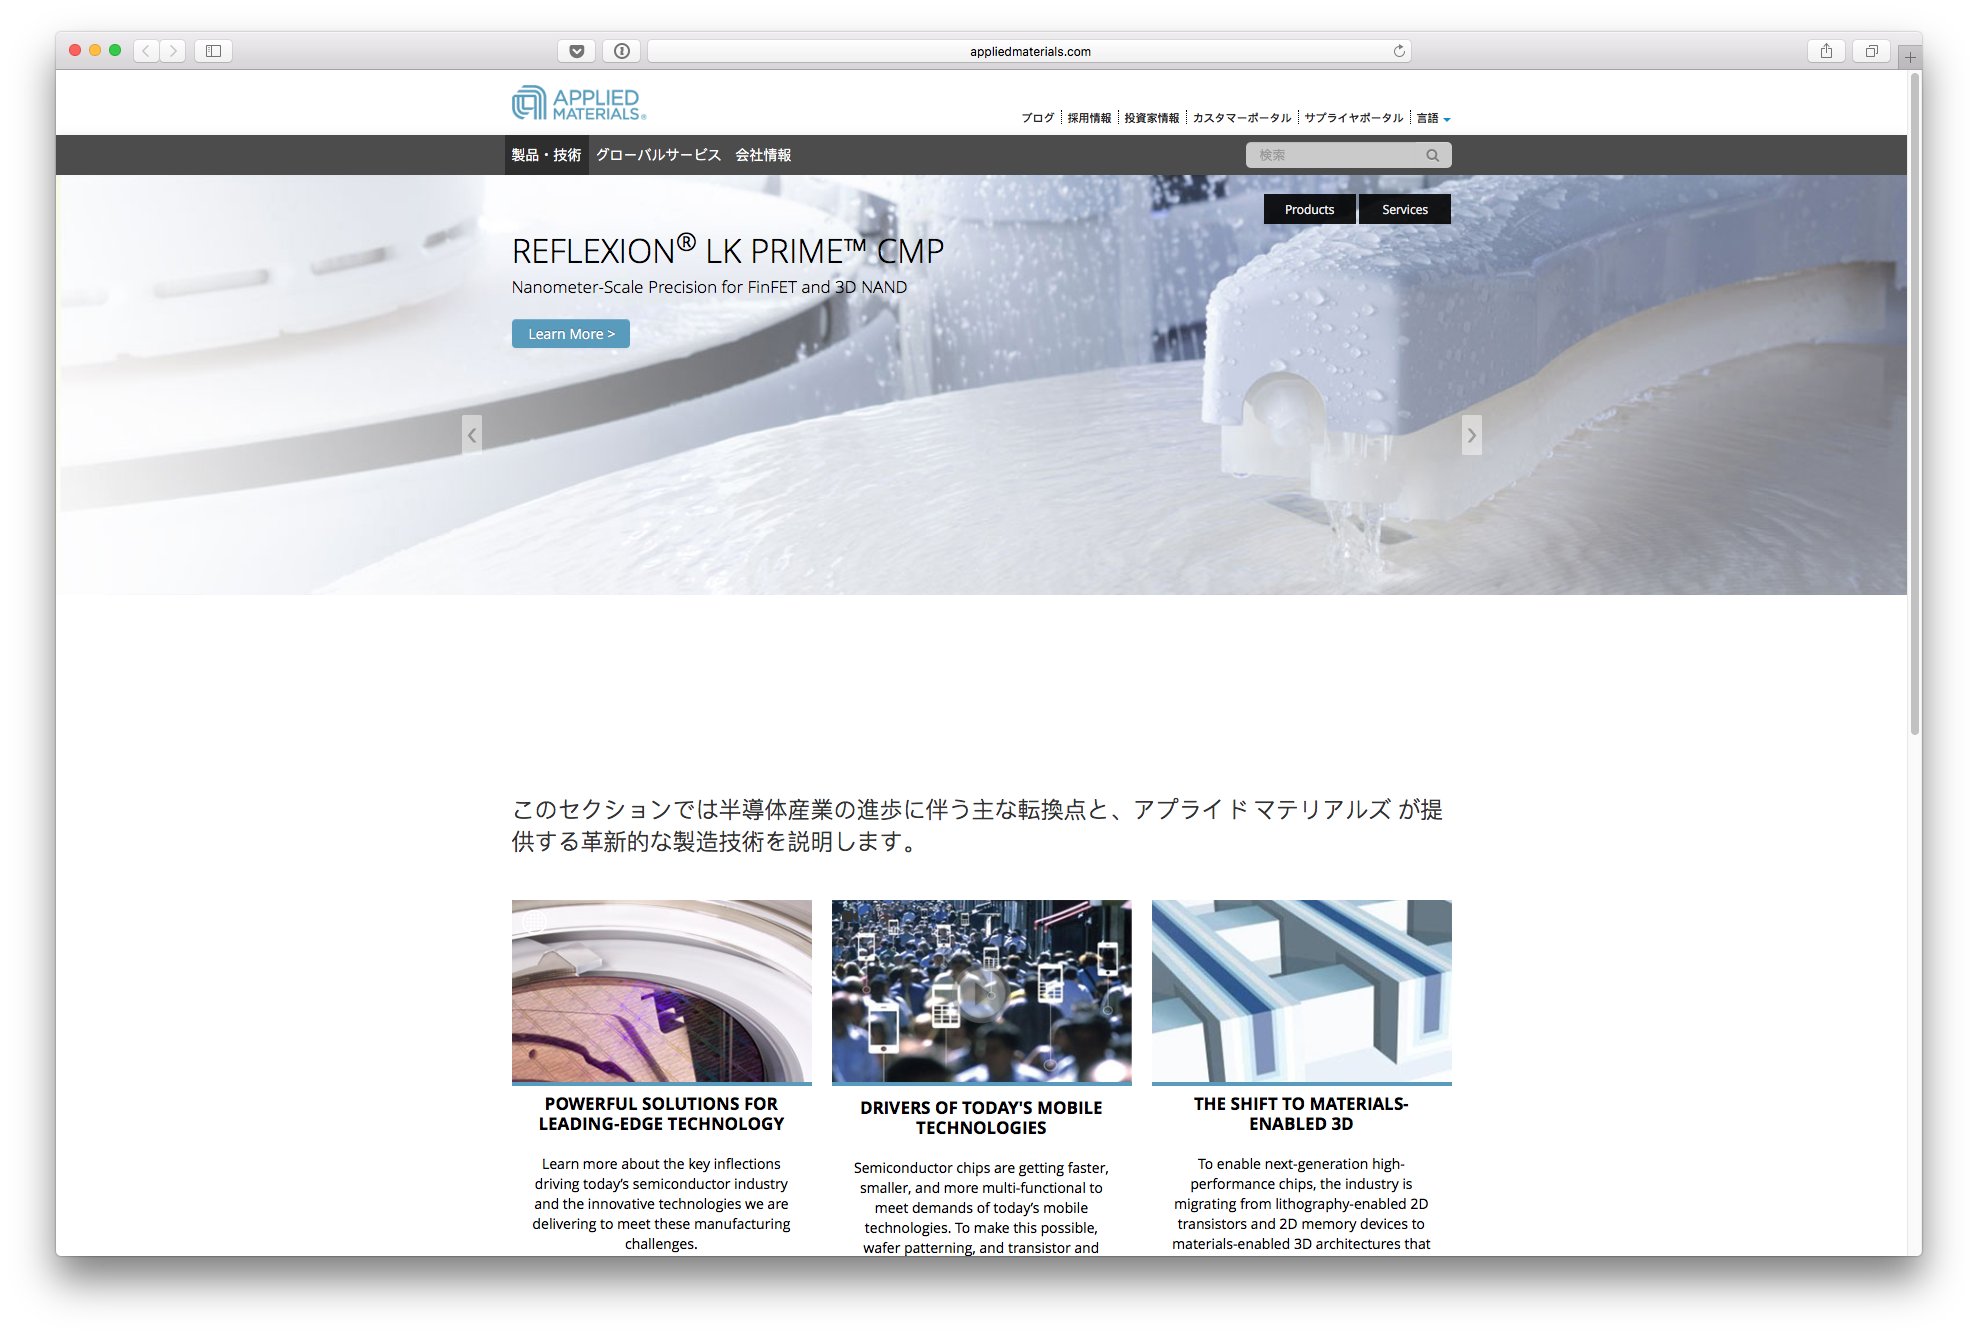 appliedmaterials.com
APPLIED
MATERIALS®
ブログ
採用情報
投資家情報
カスタマーポータル
サプライヤポータル
言語
製品・技術
グローバルサービス
会社情報
検索
Products
Services
REFLEXION® LK PRIME™ CMP
Nanometer-Scale Precision for FinFET and 3D NAND
Learn More >
このセクションでは半導体産業の進歩に伴う主な転換点と、アプライド マテリアルズ が提
供する革新的な製造技術を説明します。
POWERFUL SOLUTIONS FOR
LEADING-EDGE TECHNOLOGY
Learn more about the key inflections
driving today’s semiconductor industry
and the innovative technologies we are
delivering to meet these manufacturing
challenges.
DRIVERS OF TODAY'S MOBILE
TECHNOLOGIES
Semiconductor chips are getting faster,
smaller, and more multi-functional to
meet demands of today’s mobile
technologies. To make this possible,
wafer patterning, and transistor and
THE SHIFT TO MATERIALS-
ENABLED 3D
To enable next-generation high-
performance chips, the industry is
migrating from lithography-enabled 2D
transistors and 2D memory devices to
materials-enabled 3D architectures that